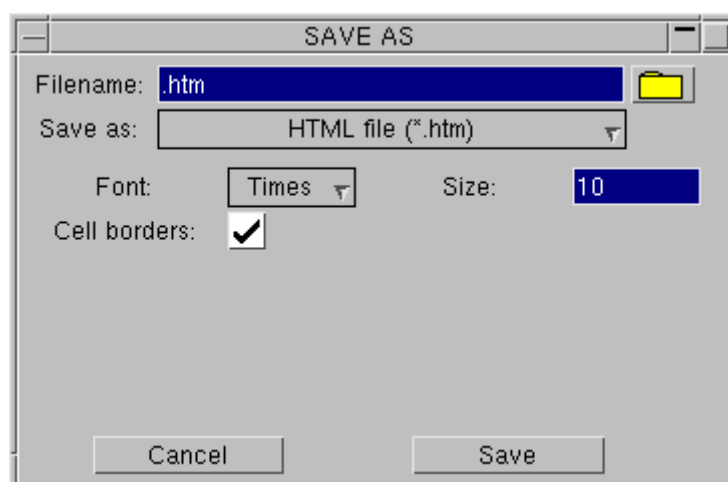 SAVE AS
Filename: .htm
Save as: HTML file (*.htm)
Font: Times Size: 10
Cell borders:
Cancel Save